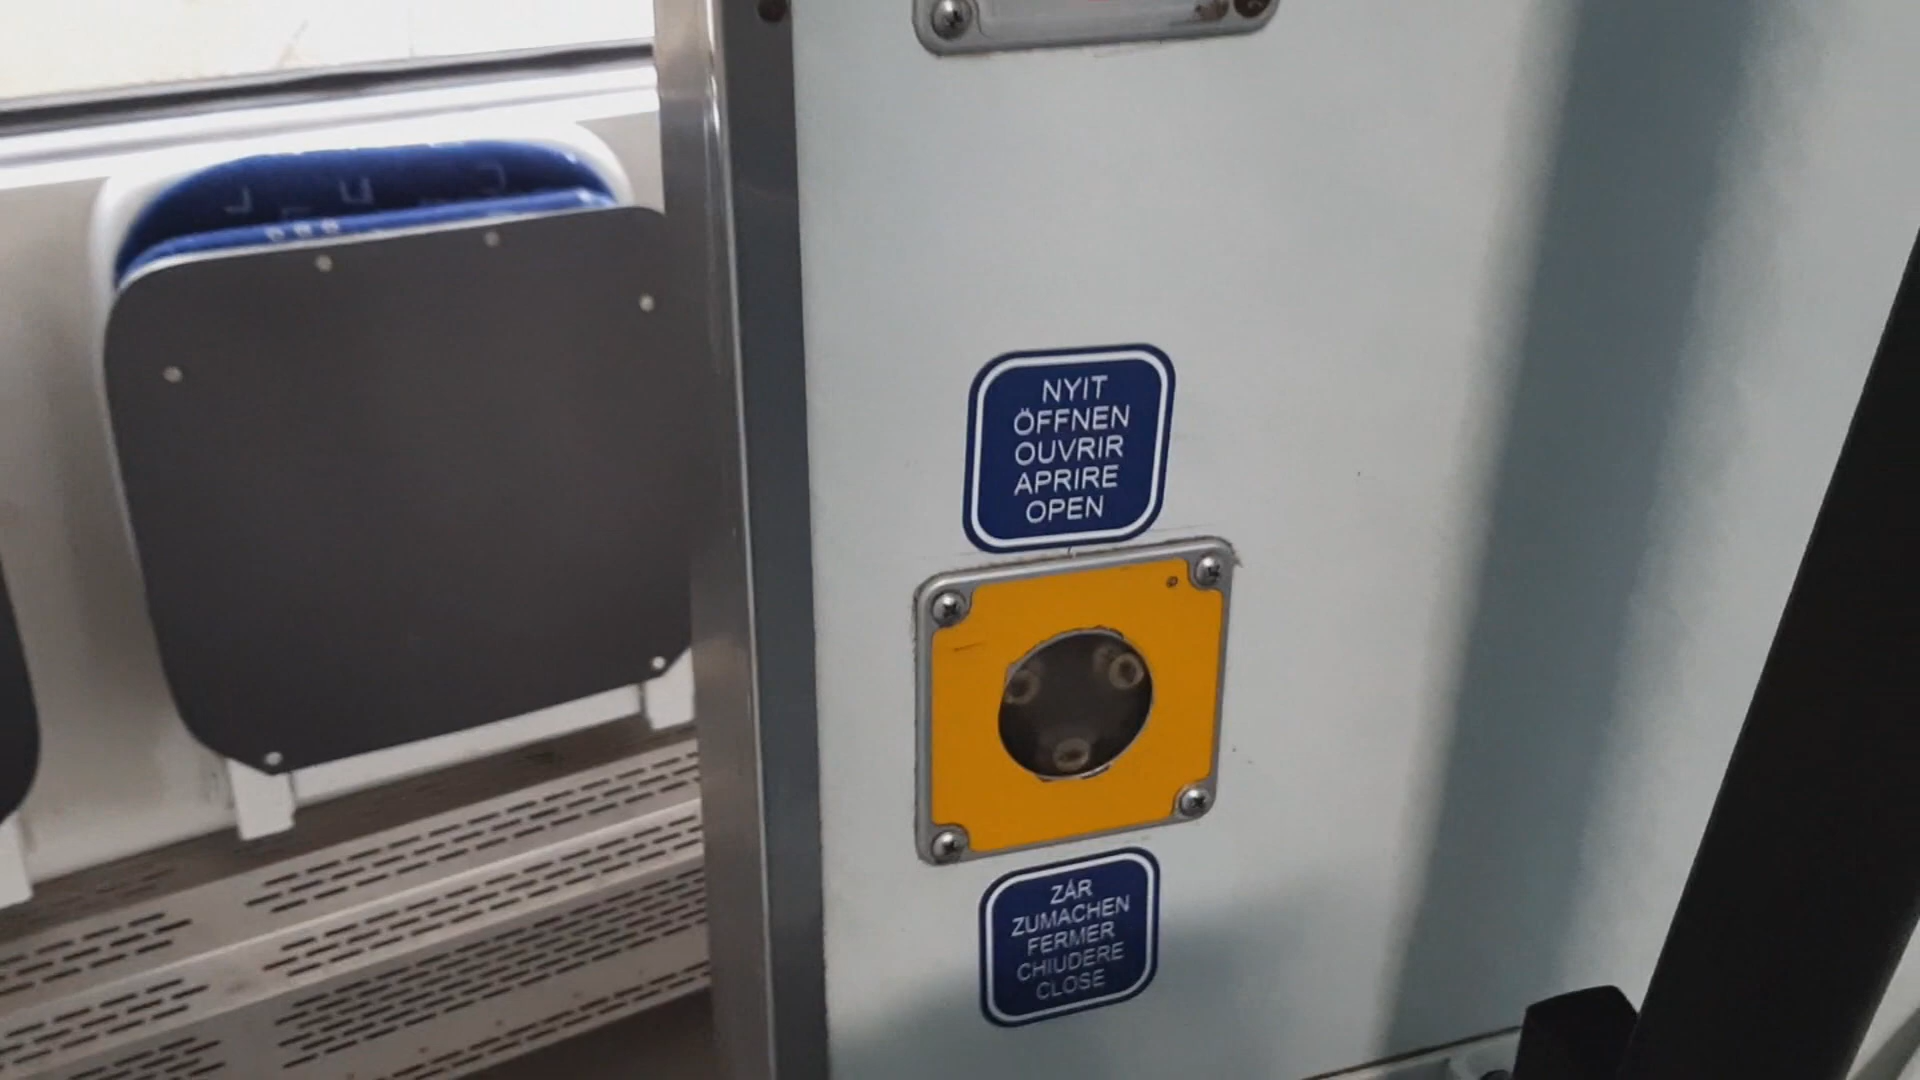 NYIT
ÖFFNEN
OUVRIR
APRIRE
OPEN
ZÁR
ZUMACHEN
FERMER
CHIUDERE
CLOSE